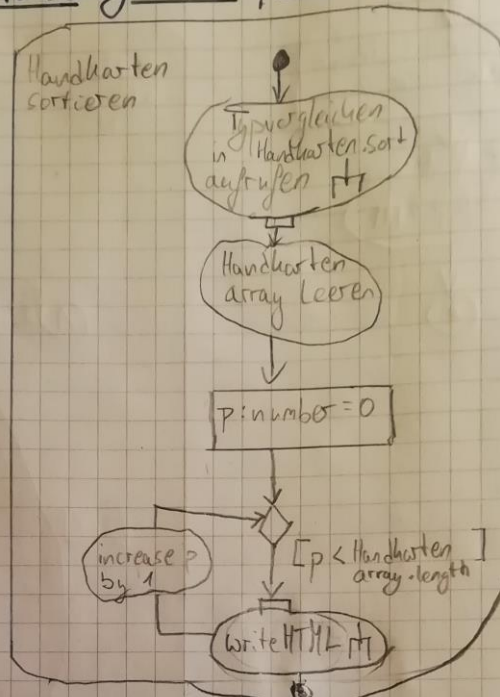 Handkarten
sortieren
Typvergleichen
in Handkarten.sort
aufrufen
Handkarten
array Leeren
p:number = 0
[p < Handkarten
array.length]
increase p
by 1
writeHTML